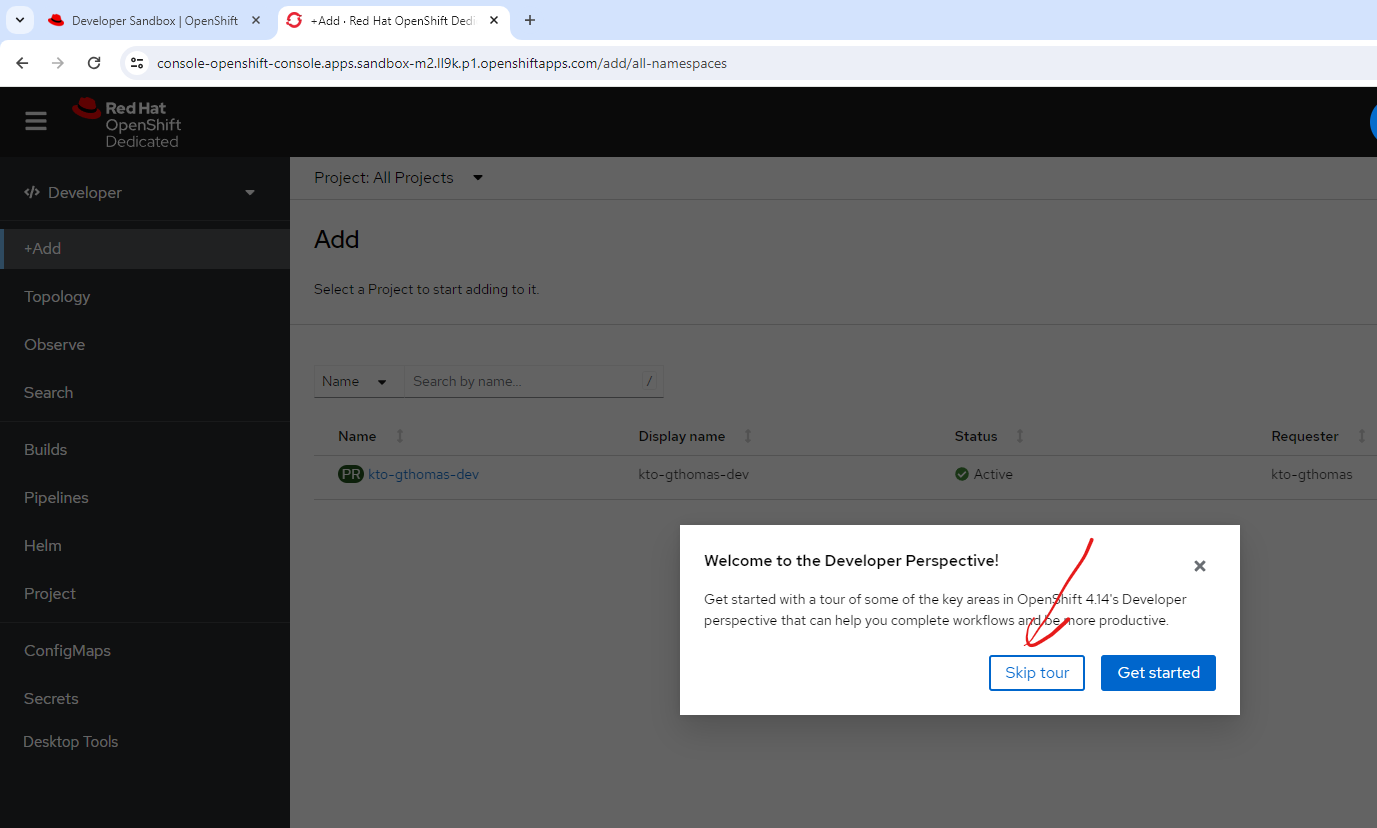 Developer Sandbox | OpenShift
+Add · Red Hat OpenShift Dedi
console-openshift-console.apps.sandbox-m2.ll9k.p1.openshiftapps.com/add/all-namespaces
Red Hat
OpenShift
Dedicated
Developer
Project: All Projects
+Add
Add
Topology
Select a Project to start adding to it.
Observe
Search
Name
Search by name...
/
Builds
Name
Display name
Status
Requester
Pipelines
PR kto-gthomas-dev
kto-gthomas-dev
Active
kto-gthomas
Helm
Project
ConfigMaps
Secrets
Desktop Tools
Welcome to the Developer Perspective!
Get started with a tour of some of the key areas in OpenShift 4.14's Developer
perspective that can help you complete workflows and be more productive.
Skip tour
Get started